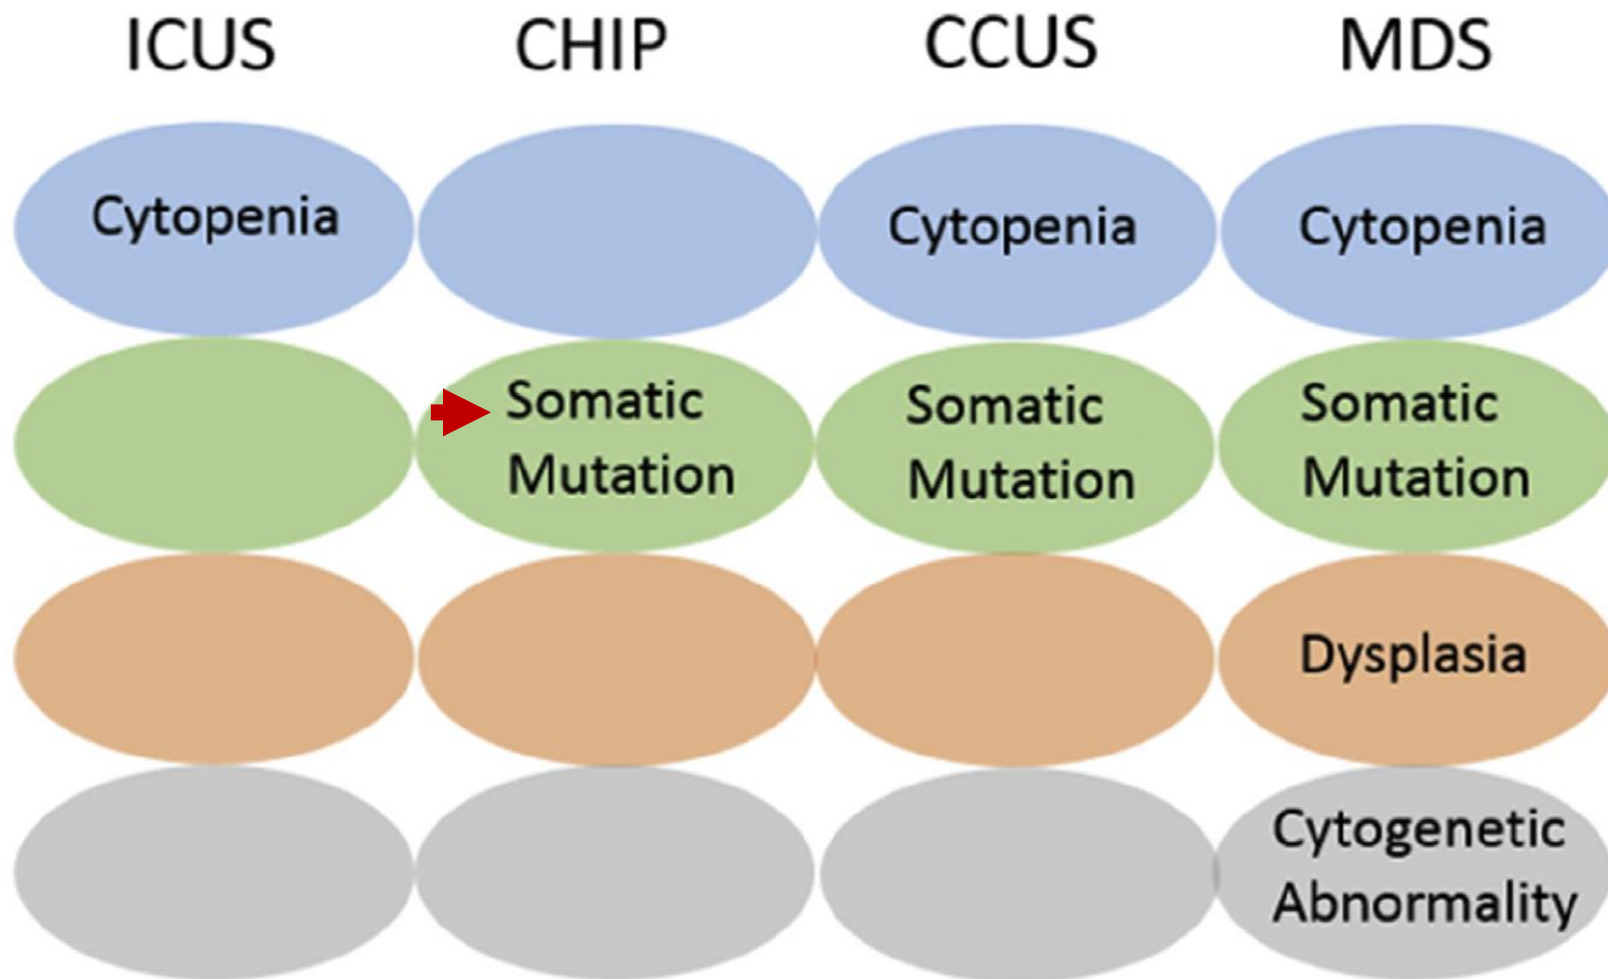 ICUS CHIP CCUS MDS
Cytopenia Cytopenia Cytopenia
Somatic Somatic Somatic
Mutation Mutation Mutation
Dysplasia
Cytogenetic
Abnormality